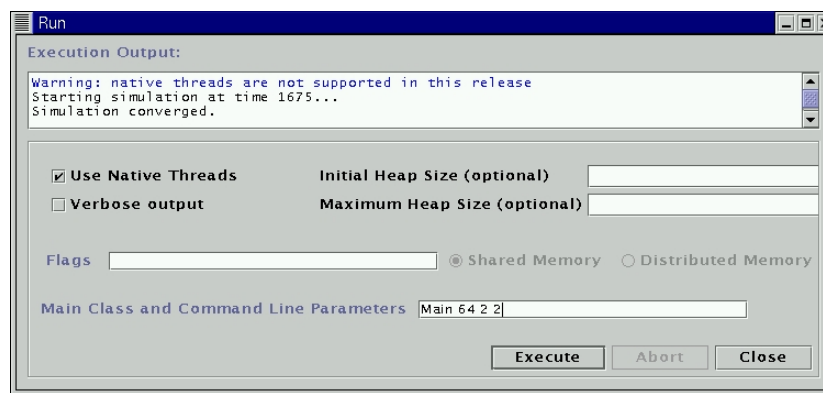 Run
Execution Output:
Warning: native threads are not supported in this release
Starting simulation at time 1675...
Simulation converged.
Use Native Threads Initial Heap Size (optional)
Verbose output Maximum Heap Size (optional)
Flags Shared Memory Distributed Memory
Main Class and Command Line Parameters Main 64 2 2
Execute Abort Close